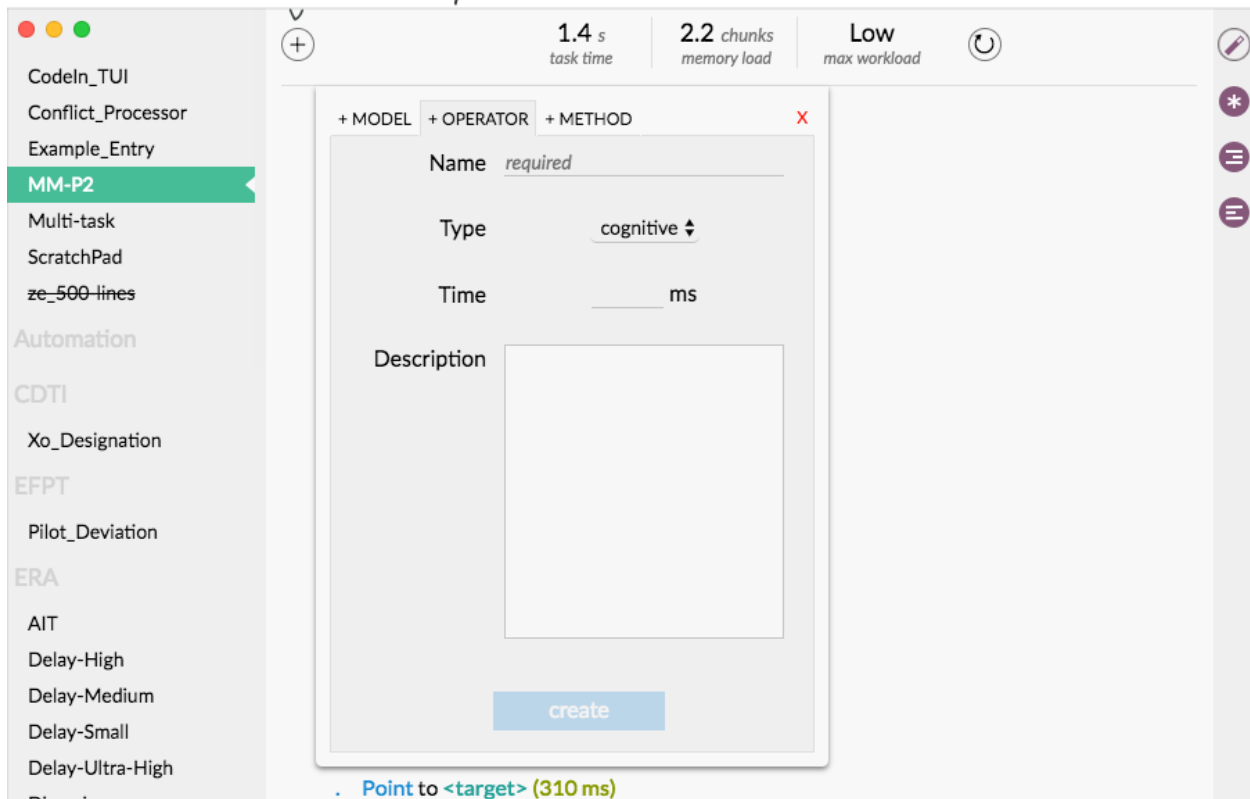 CodeIn_TUI
Conflict_Processor
Example_Entry
MM-P2
Multi-task
ScratchPad
ze_500-lines
Automation
CDTI
Xo_Designation
EFPT
Pilot_Deviation
ERA
AIT
Delay-High
Delay-Medium
Delay-Small
Delay-Ultra-High
1.4 s
task time
2.2 chunks
memory load
Low
max workload
+ MODEL + OPERATOR + METHOD X
Name required
Type cognitive
Time ms
Description
create
. Point to <target> (310 ms)